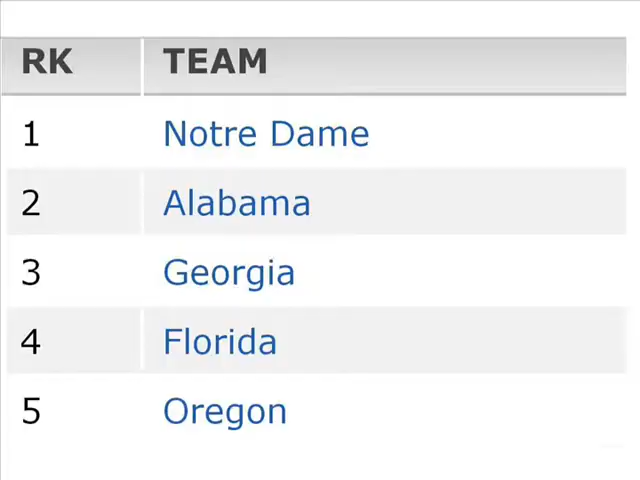 RK TEAM
1 Notre Dame
2 Alabama
3 Georgia
4 Florida
5 Oregon